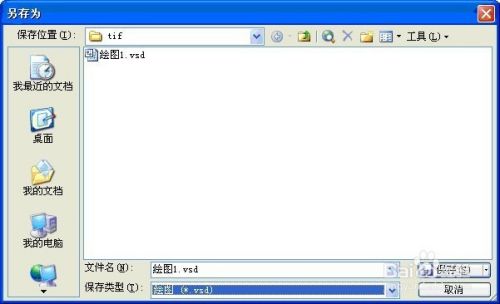 另存为
保存位置(I): tif 工具(L)
绘图1.vsd
我最近的文档
桌面
我的文档
我的电脑
文件名(N): 绘图1.vsd 保存(S)
保存类型(T): 绘图 (*.vsd) 取消